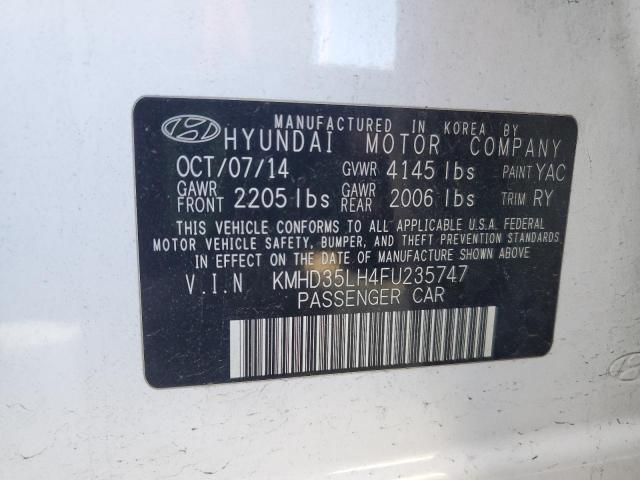 MANUFACTURED IN KOREA BY
HYUNDAI MOTOR COMPANY
OCT/07/14 GVWR 4145 lbs PAINT YAC
GAWR FRONT 2205 lbs GAWR REAR 2006 lbs TRIM RY
THIS VEHICLE CONFORMS TO ALL APPLICABLE U.S.A. FEDERAL
MOTOR VEHICLE SAFETY, BUMPER, AND THEFT PREVENTION STANDARDS
IN EFFECT ON THE DATE OF MANUFACTURE SHOWN ABOVE
V.I.N KMHD35LH4FU235747
PASSENGER CAR